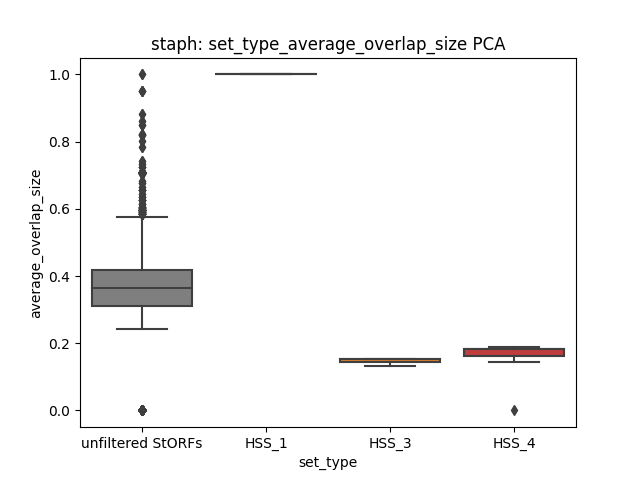 staph: set_type_average_overlap_size PCA
average_overlap_size
1.0
0.8
0.6
0.4
0.2
0.0
unfiltered StORFs HSS_1 HSS_3 HSS_4
set_type